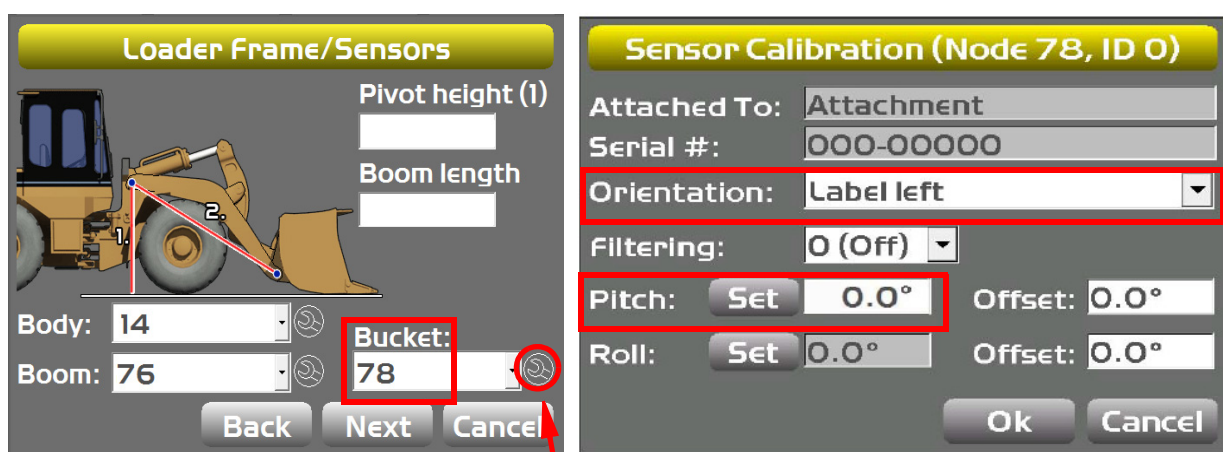 Loader Frame/Sensors
Pivot height (1)
Boom length
1.
2.
Body: 14
Bucket:
Boom: 76
78
Back Next Cancel
Sensor Calibration (Node 78, ID 0)
Attached To: Attachment
Serial #: 000-00000
Orientation: Label left
Filtering: 0 (Off)
Pitch: Set 0.0° Offset: 0.0°
Roll: Set 0.0° Offset: 0.0°
Ok Cancel